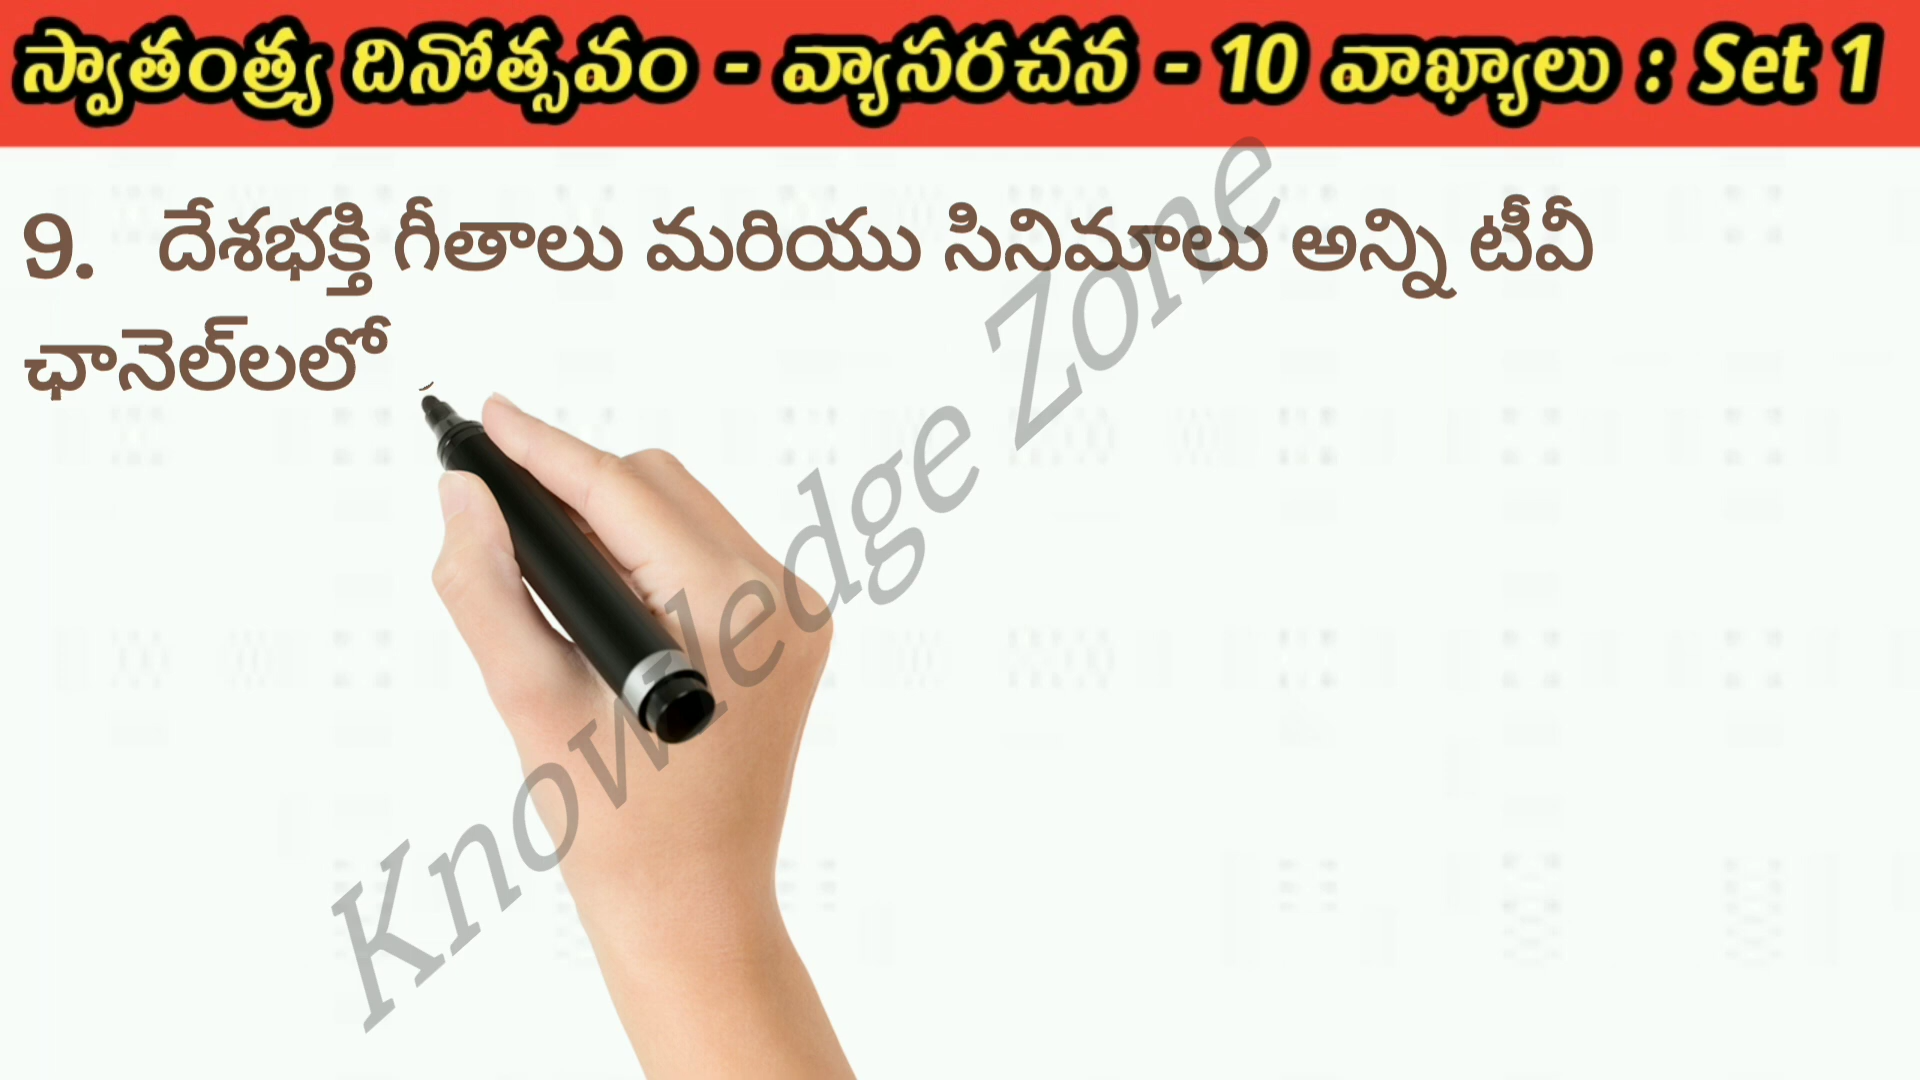 స్వాతంత్ర్య దినోత్సవం - వ్యాసరచన - 10 వాఖ్యాలు : Set 1
9. దేశభక్తి గీతాలు మరియు సినిమాలు అన్ని టీవీ
ఛానెల్‌లలో
Knowledge Zone